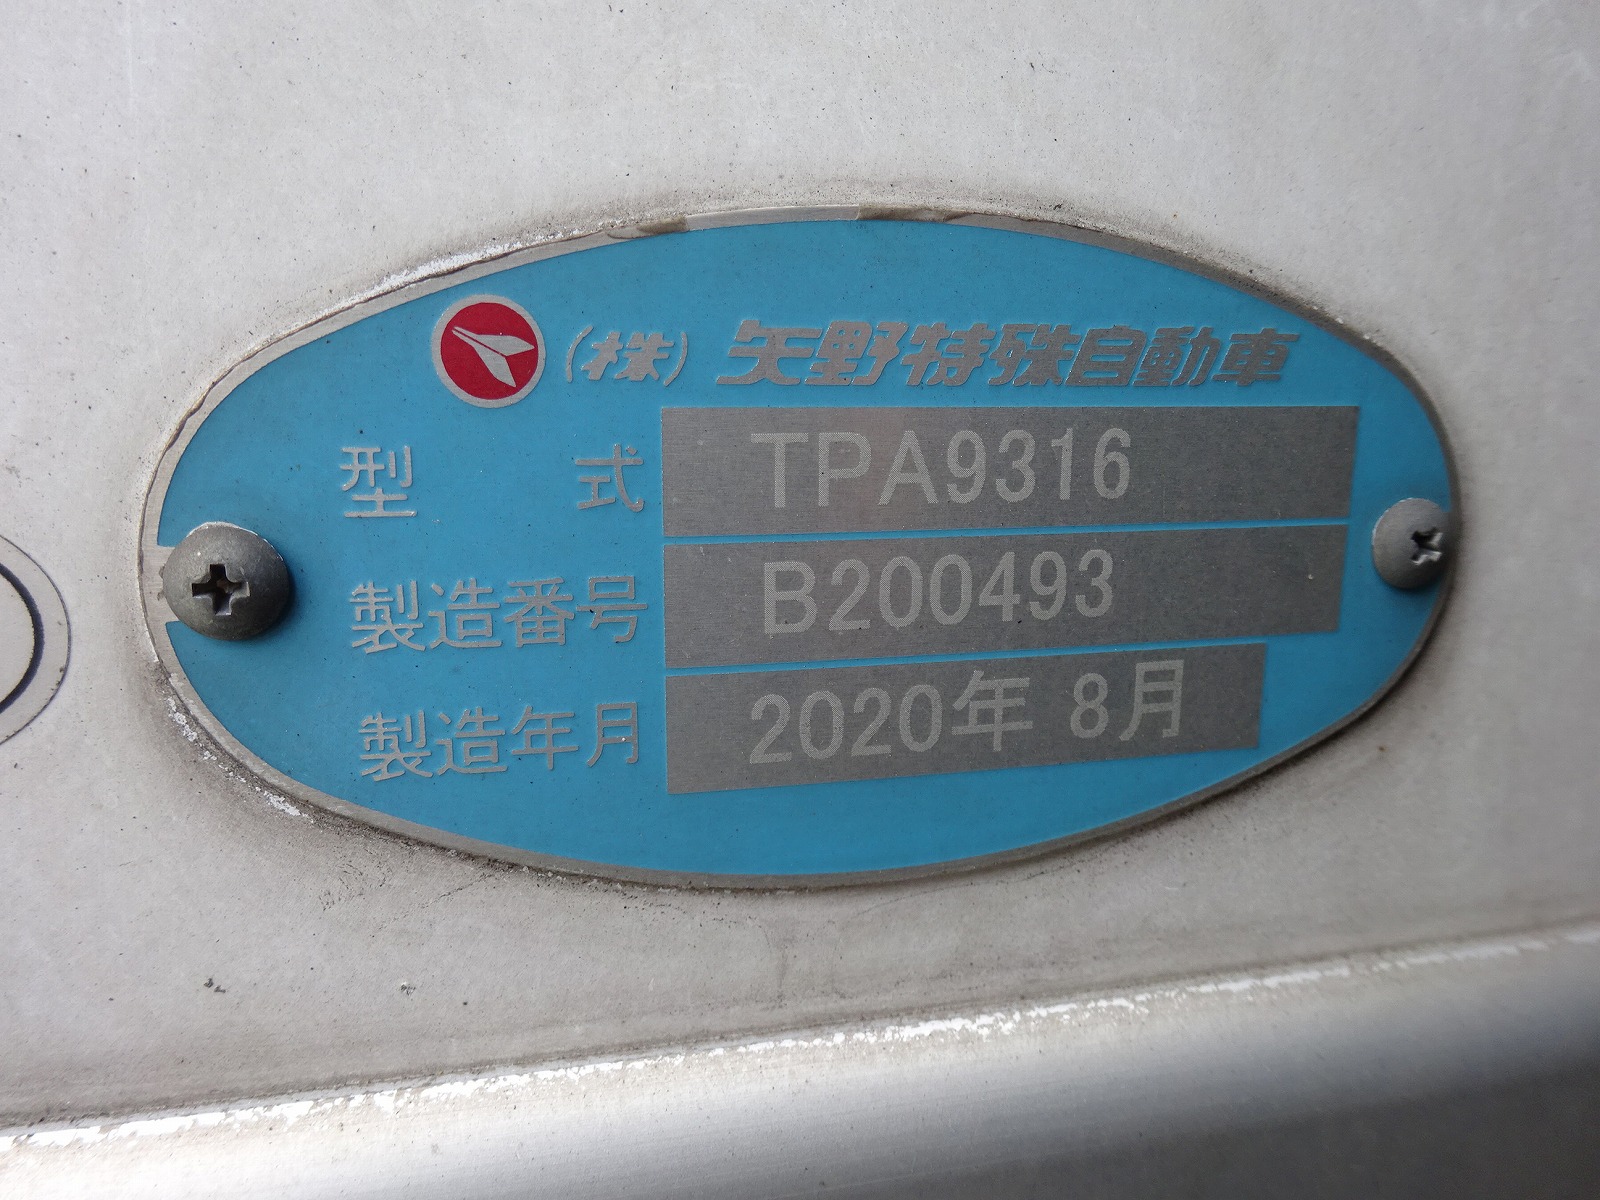 (株) 矢野特殊自動車
型 式 TPA9316
製造番号 B200493
製造年月 2020年 8月